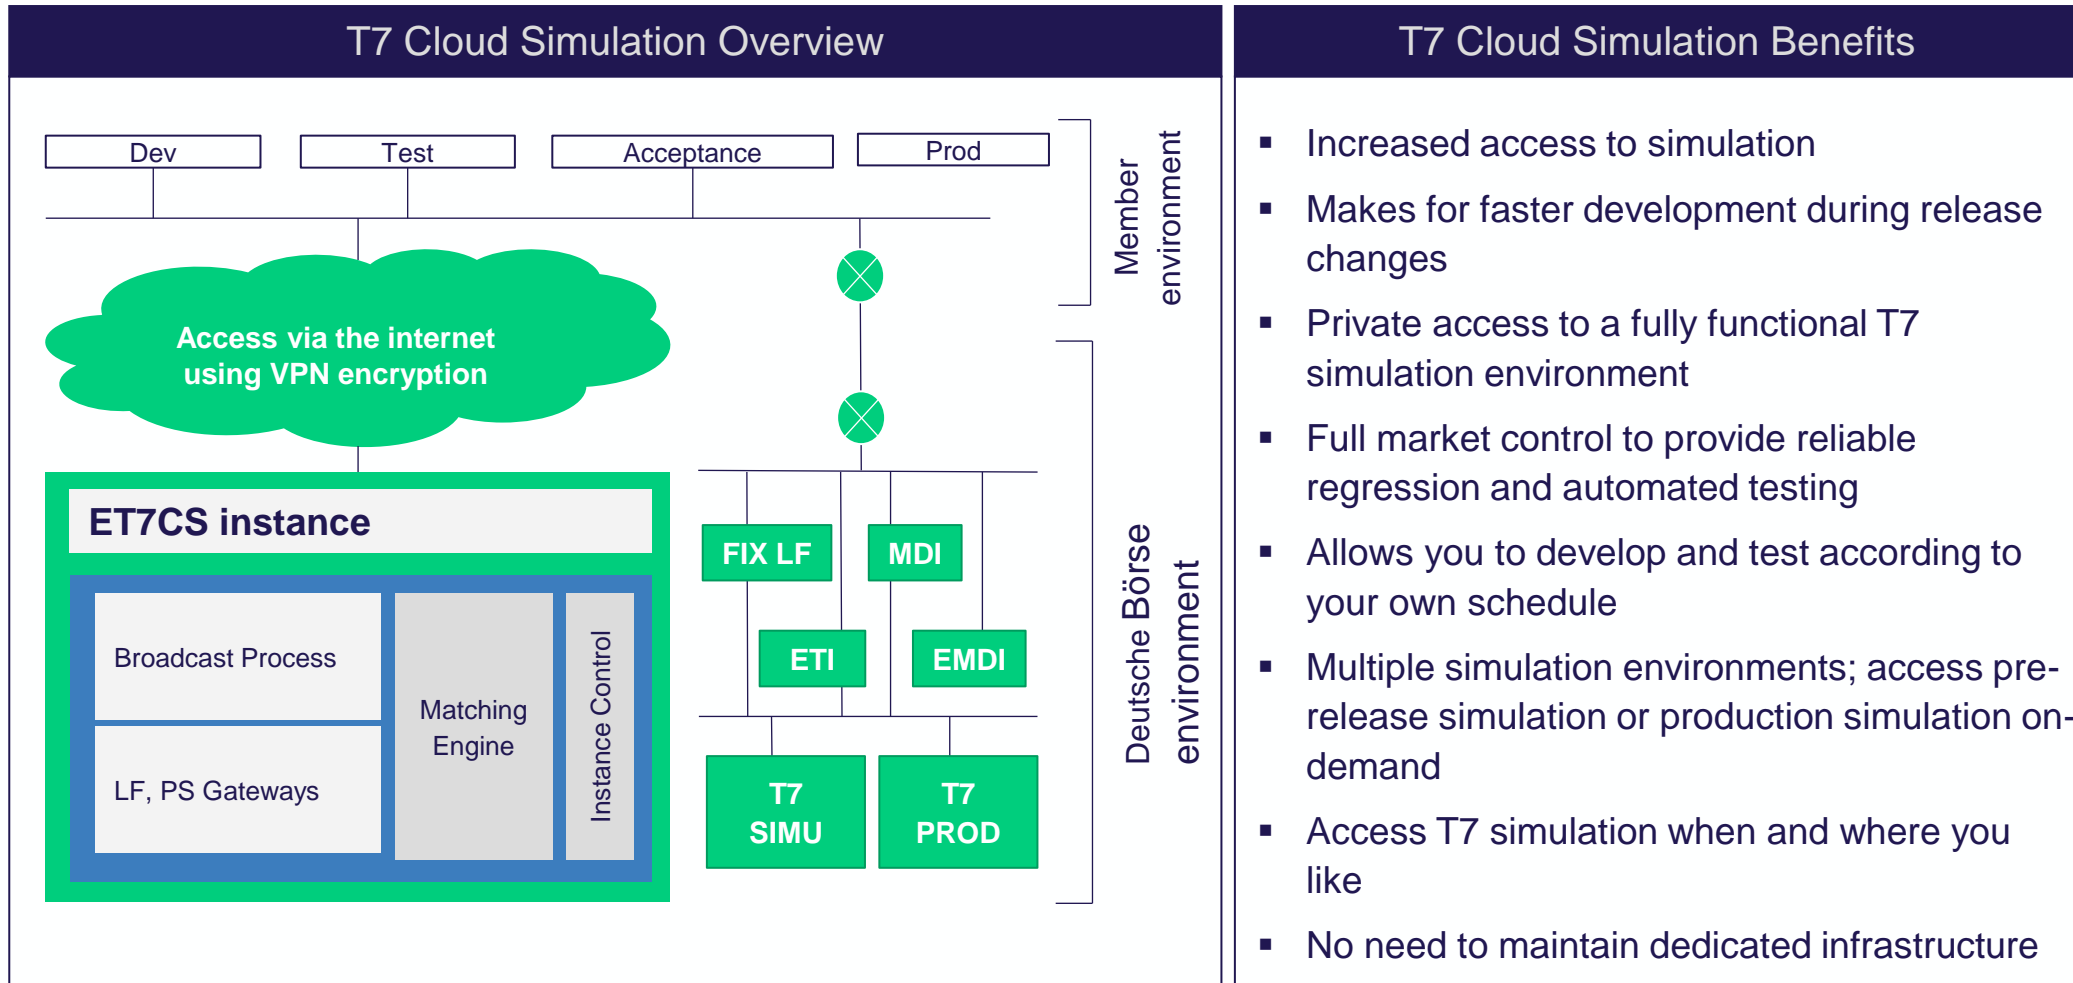 T7 Cloud Simulation Overview
Dev
Test
Acceptance
Prod
Member
environment
Access via the internet
using VPN encryption
ET7CS instance
Broadcast Process
LF, PS Gateways
Matching
Engine
Instance Control
FIX LF
MDI
ETI
EMDI
T7
SIMU
T7
PROD
Deutsche Börse
environment
T7 Cloud Simulation Benefits
▪ Increased access to simulation
▪ Makes for faster development during release
changes
▪ Private access to a fully functional T7
simulation environment
▪ Full market control to provide reliable
regression and automated testing
▪ Allows you to develop and test according to
your own schedule
▪ Multiple simulation environments; access pre-
release simulation or production simulation on-
demand
▪ Access T7 simulation when and where you
like
▪ No need to maintain dedicated infrastructure